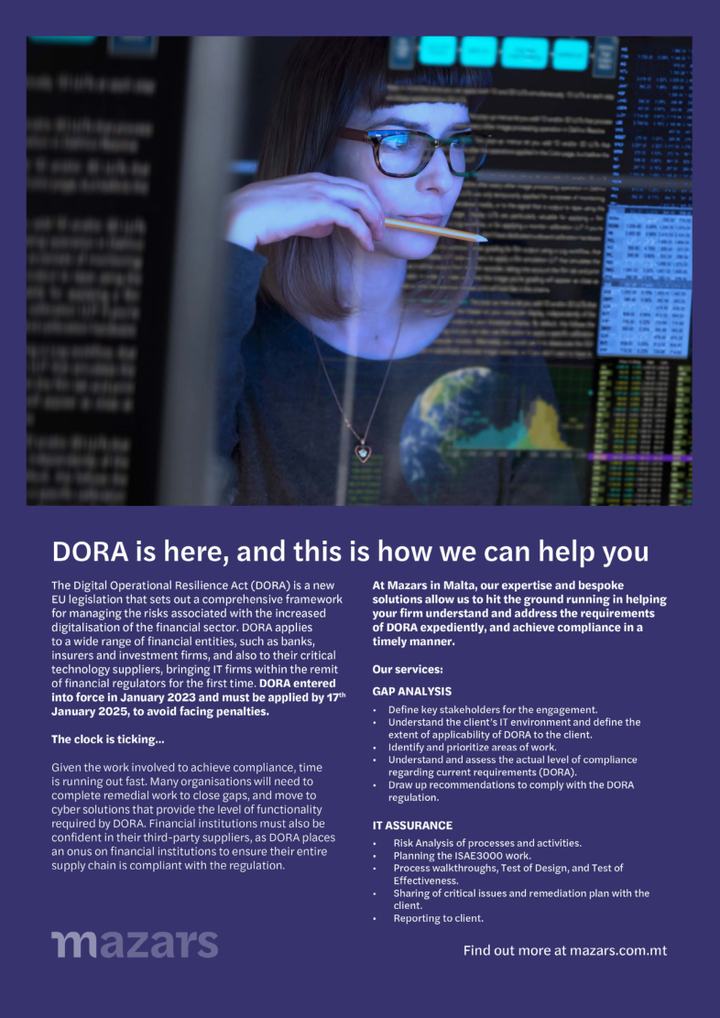 DORA is here, and this is how we can help you
The Digital Operational Resilience Act (DORA) is a new
EU legislation that sets out a comprehensive framework
for managing the risks associated with the increased
digitalisation of the financial sector. DORA applies
to a wide range of financial entities, such as banks,
insurers and investment firms, and also to their critical
technology suppliers, bringing IT firms within the remit
of financial regulators for the first time. DORA entered
into force in January 2023 and must be applied by 17th
January 2025, to avoid facing penalties.
The clock is ticking...
Given the work involved to achieve compliance, time
is running out fast. Many organisations will need to
complete remedial work to close gaps, and move to
cyber solutions that provide the level of functionality
required by DORA. Financial institutions must also be
confident in their third-party suppliers, as DORA places
an onus on financial institutions to ensure their entire
supply chain is compliant with the regulation.
At Mazars in Malta, our expertise and bespoke
solutions allow us to hit the ground running in helping
your firm understand and address the requirements
of DORA expediently, and achieve compliance in a
timely manner.
Our services:
GAP ANALYSIS
• Define key stakeholders for the engagement.
• Understand the client's IT environment and define the
extent of applicability of DORA to the client.
• Identify and prioritize areas of work.
• Understand and assess the actual level of compliance
regarding current requirements (DORA).
• Draw up recommendations to comply with the DORA
regulation.
IT ASSURANCE
• Risk Analysis of processes and activities.
• Planning the ISAE3000 work.
• Process walkthroughs, Test of Design, and Test of
Effectiveness.
• Sharing of critical issues and remediation plan with the
client.
• Reporting to client.
mazars
Find out more at mazars.com.mt